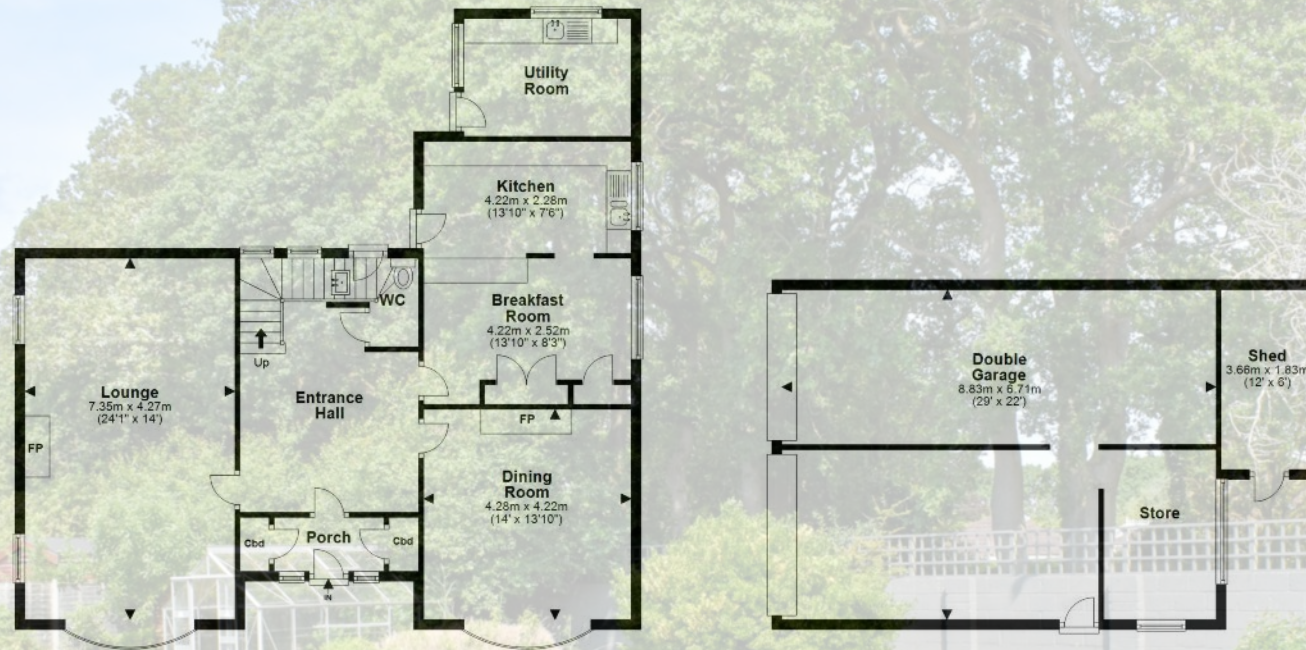 Utility
Room
Kitchen
4.22m x 2.28m
(13'10" x 7'6")
WC
Breakfast
Room
4.22m x 2.52m
(13'10" x 8'3")
Up
Lounge
7.35m x 4.27m
(24'1" x 14')
FP
Entrance
Hall
FP
Dining
Room
4.28m x 4.22m
(14' x 13'10")
Cbd
Porch
Cbd
IN
Double
Garage
8.83m x 6.71m
(29' x 22')
Shed
3.66m x 1.83m
(12' x 6')
Store